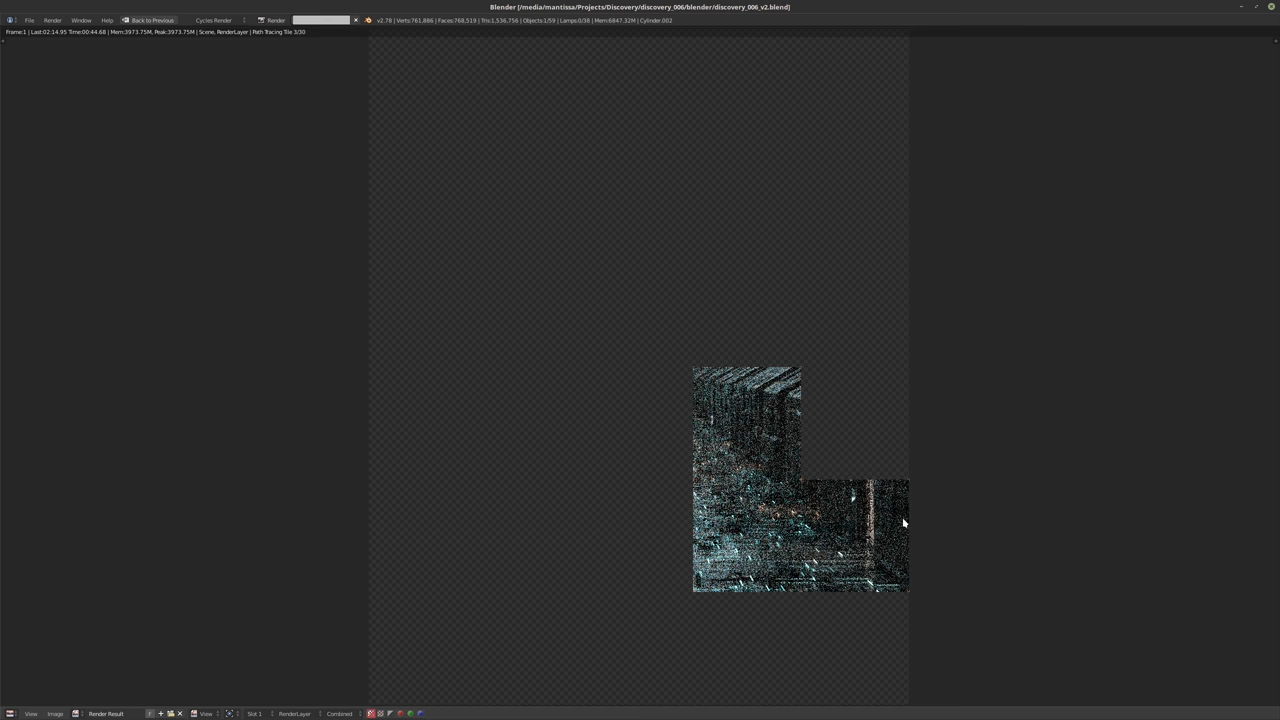 Blender [/media/mantissa/Projects/Discovery/discovery_006/blender/discovery_006_v2.blend]
File Render Window Help Back to Previous Cycles Render Render v2.78 | Verts:761,886 | Faces:768,519 | Tris:1,536,756 | Objects:1/59 | Lamps:0/38 | Mem:6847.32M | Cylinder.002
Frame:1 | Last:02:14.95 Time:00:44.68 | Mem:3973.75M, Peak:3973.75M | Scene, RenderLayer | Path Tracing Tile 3/30
View Image Render Result F View Slot 1 RenderLayer Combined